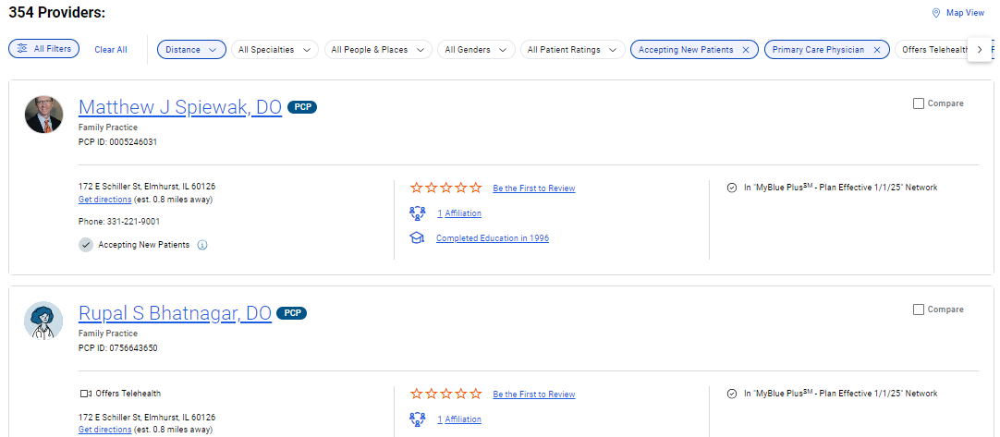 354 Providers:
Map View
All Filters
Clear All
Distance
All Specialties
All People & Places
All Genders
All Patient Ratings
Accepting New Patients
Primary Care Physician
Offers Telehealth
Matthew J Spiewak, DO PCP
Compare
Family Practice
PCP ID: 0005246031
172 E Schiller St, Elmhurst, IL 60126
Get directions (est. 0.8 miles away)
Phone: 331-221-9001
Accepting New Patients
Be the First to Review
1 Affiliation
Completed Education in 1996
In "MyBlue Plus℠ - Plan Effective 1/1/25" Network
Rupal S Bhatnagar, DO PCP
Compare
Family Practice
PCP ID: 0756643650
Offers Telehealth
172 E Schiller St, Elmhurst, IL 60126
Get directions (est. 0.8 miles away)
Be the First to Review
1 Affiliation
In "MyBlue Plus℠ - Plan Effective 1/1/25" Network